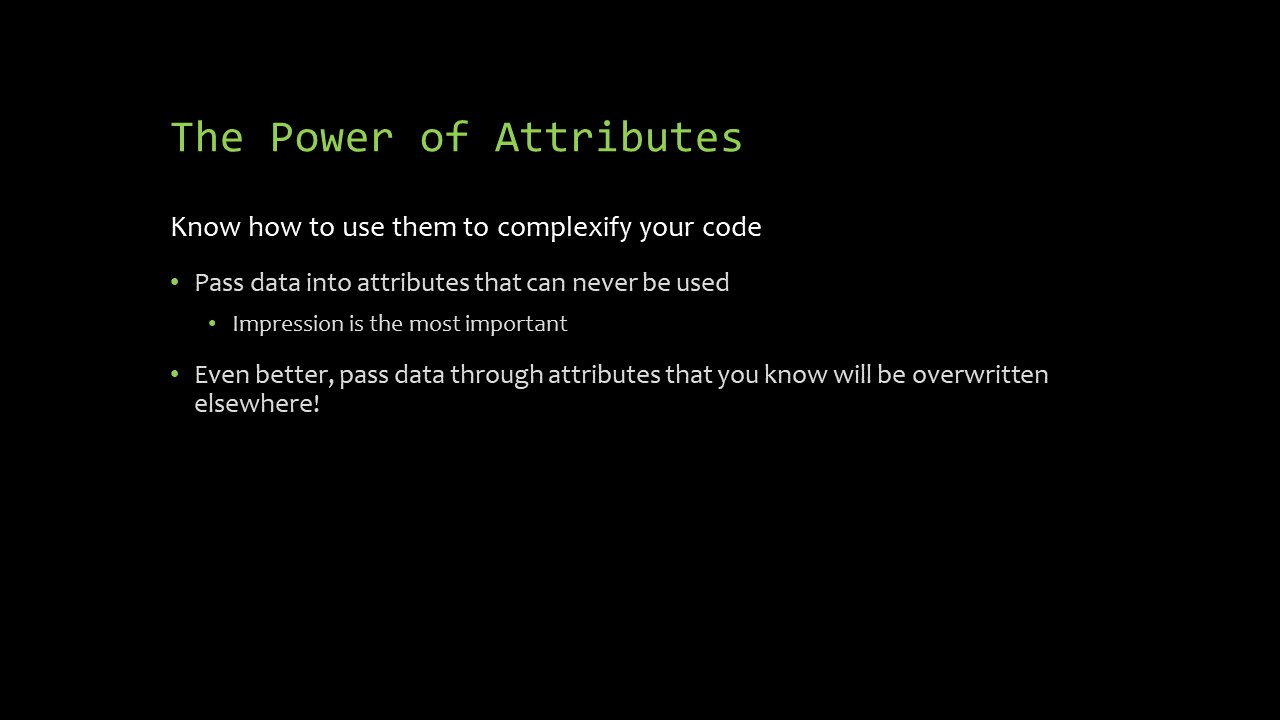 The Power of Attributes
Know how to use them to complexify your code
• Pass data into attributes that can never be used
• Impression is the most important
• Even better, pass data through attributes that you know will be overwritten
elsewhere!